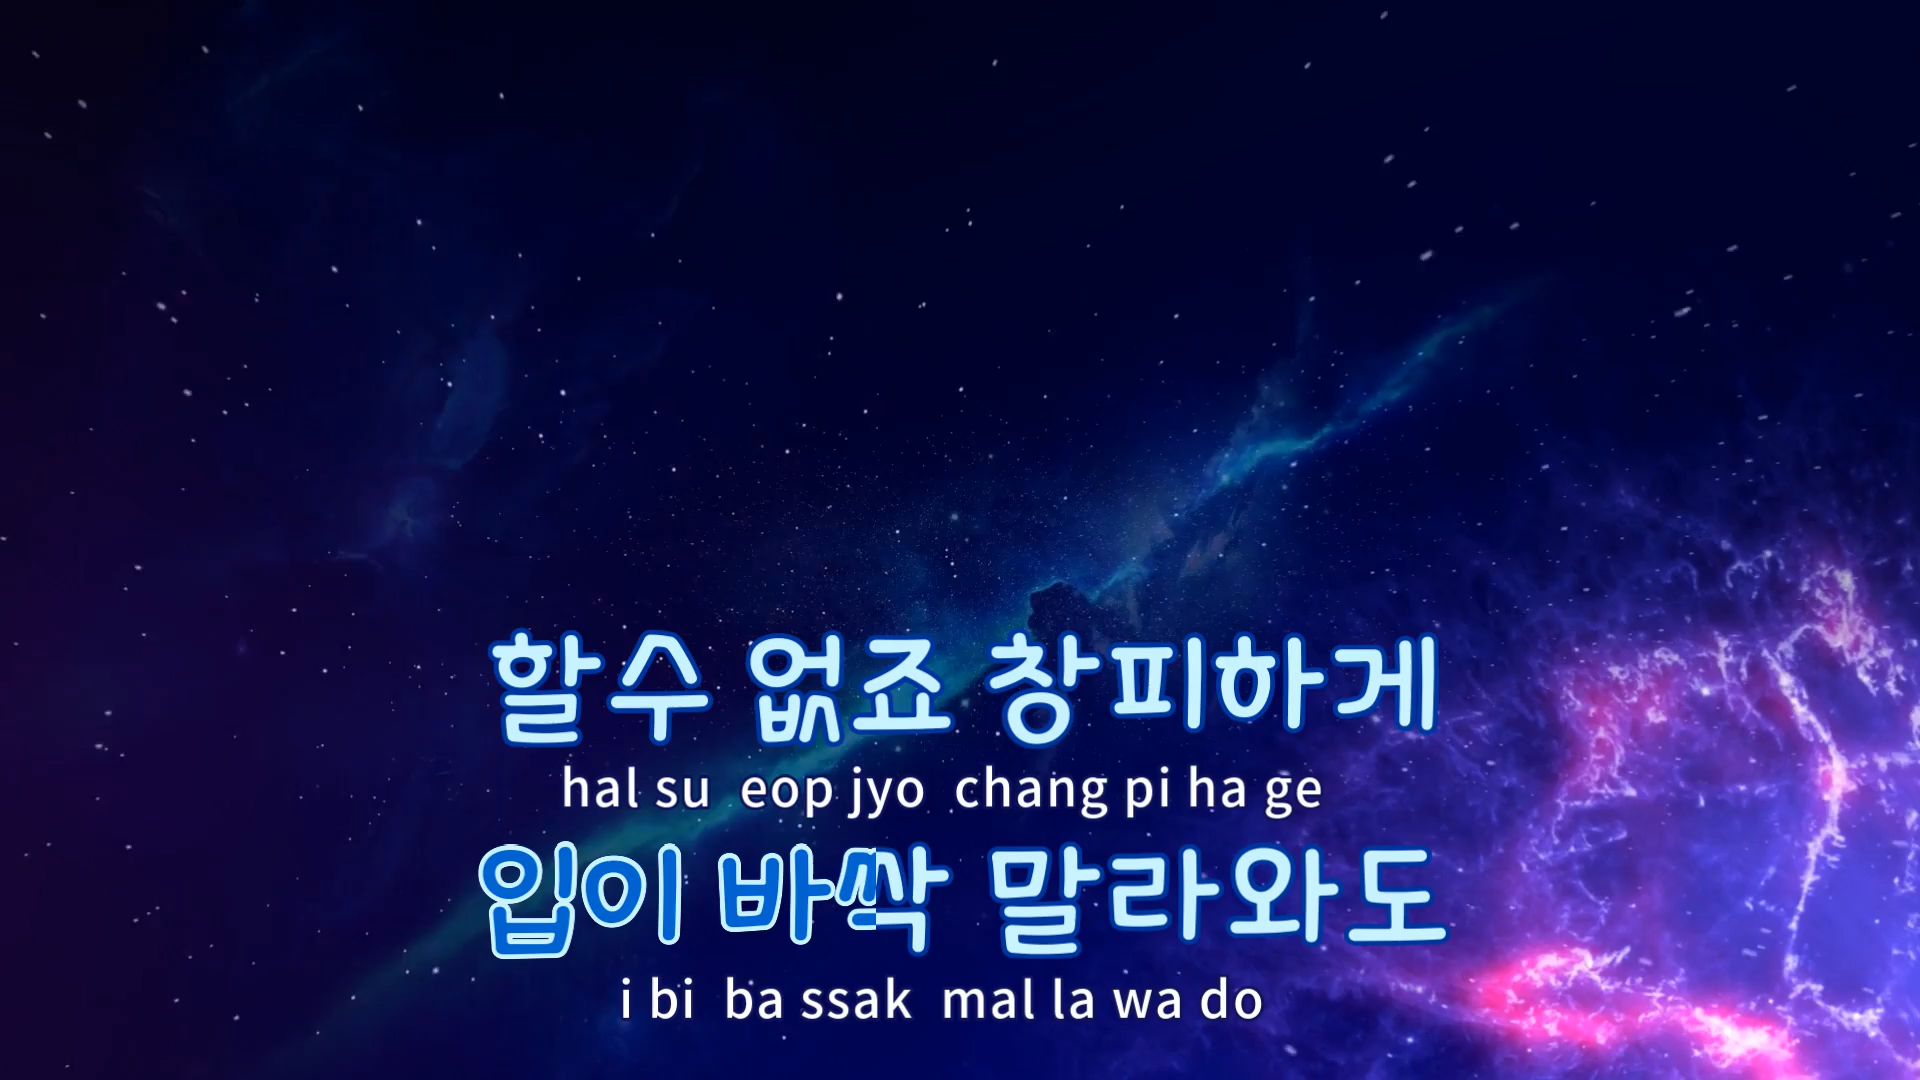 할수 없죠 창피하게
hal su eop jyo chang pi ha ge
입이 바싹 말라와도
i bi ba ssak mal la wa do